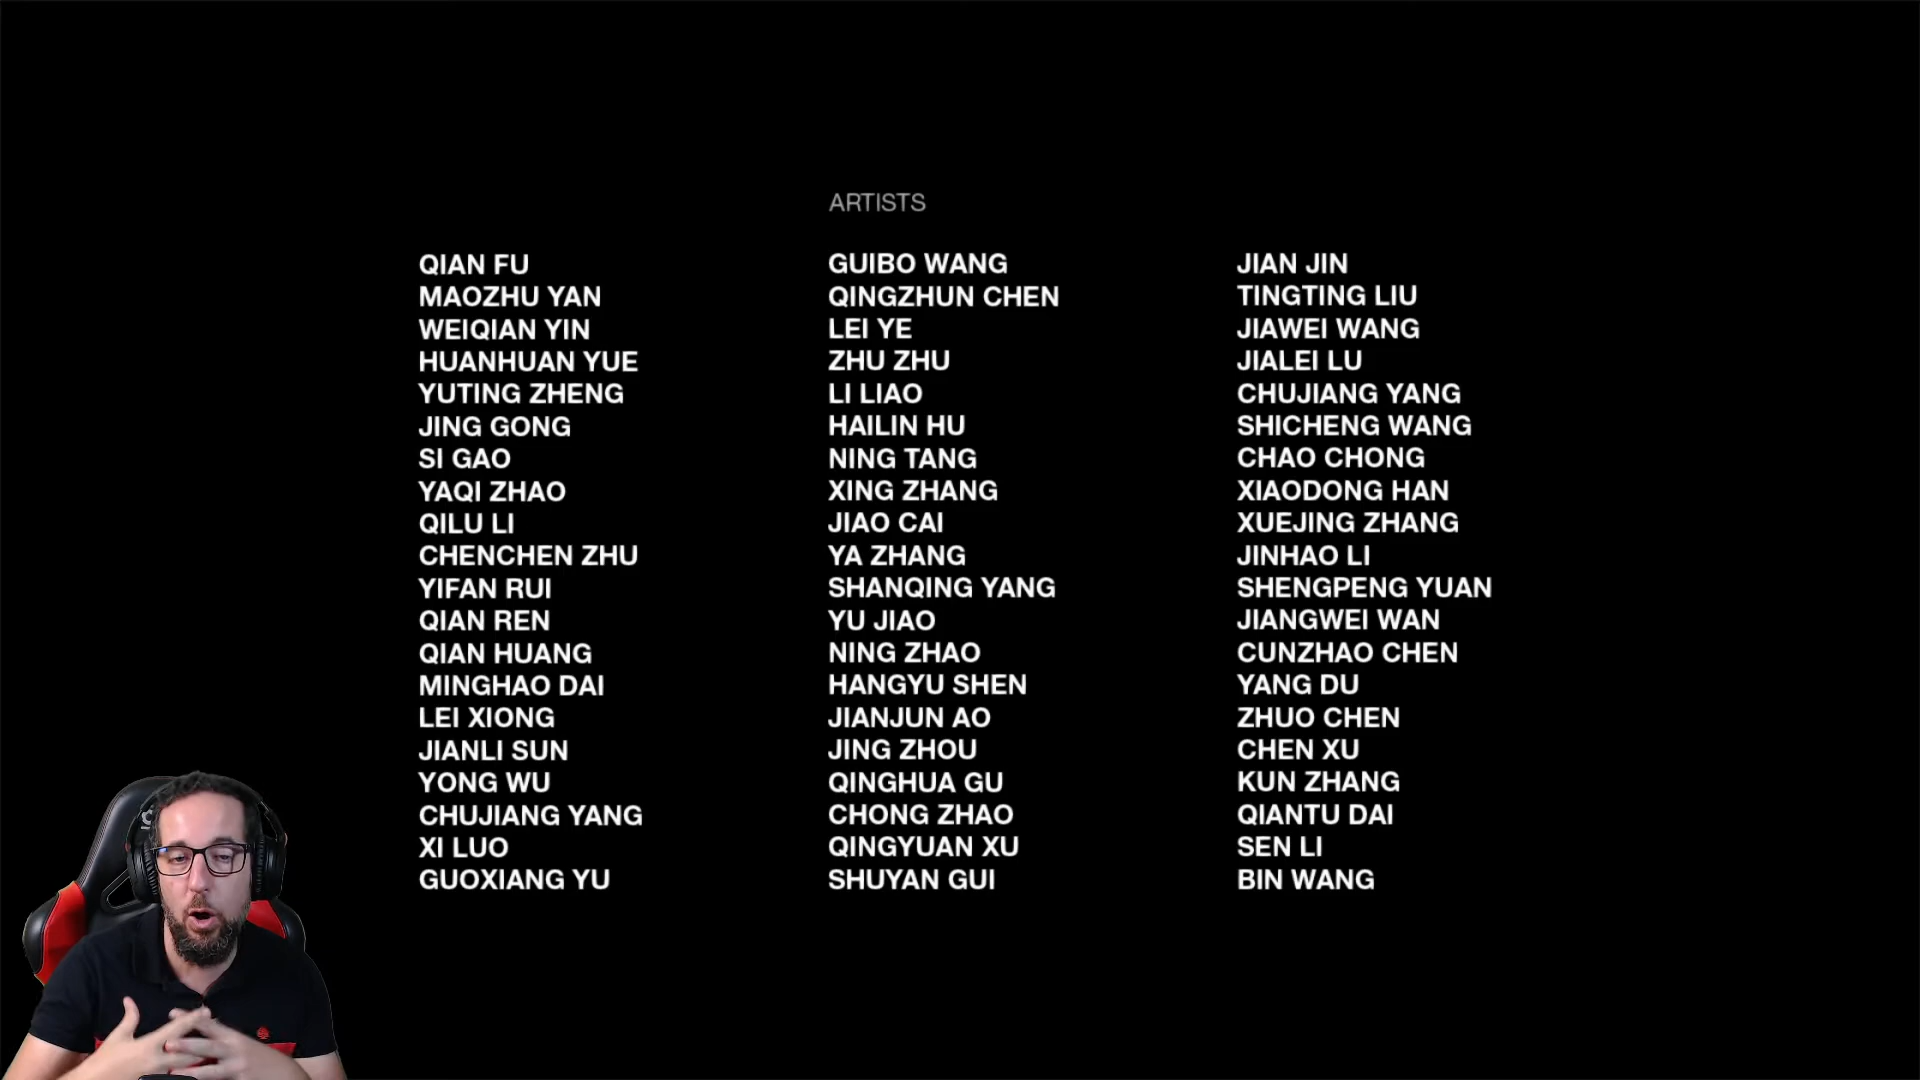 ARTISTS
QIAN FU
MAOZHU YAN
WEIQIAN YIN
HUANHUAN YUE
YUTING ZHENG
JING GONG
SI GAO
YAQI ZHAO
QILU LI
CHENCHEN ZHU
YIFAN RUI
QIAN REN
QIAN HUANG
MINGHAO DAI
LEI XIONG
JIANLI SUN
YONG WU
CHUJIANG YANG
XI LUO
GUOXIANG YU
GUIBO WANG
QINGZHUN CHEN
LEI YE
ZHU ZHU
LI LIAO
HAILIN HU
NING TANG
XING ZHANG
JIAO CAI
YA ZHANG
SHANQING YANG
YU JIAO
NING ZHAO
HANGYU SHEN
JIANJUN AO
JING ZHOU
QINGHUA GU
CHONG ZHAO
QINGYUAN XU
SHUYAN GUI
JIAN JIN
TINGTING LIU
JIAWEI WANG
JIALEI LU
CHUJIANG YANG
SHICHENG WANG
CHAO CHONG
XIAODONG HAN
XUEJING ZHANG
JINHAO LI
SHENGPENG YUAN
JIANGWEI WAN
CUNZHAO CHEN
YANG DU
ZHUO CHEN
CHEN XU
KUN ZHANG
QIANTU DAI
SEN LI
BIN WANG